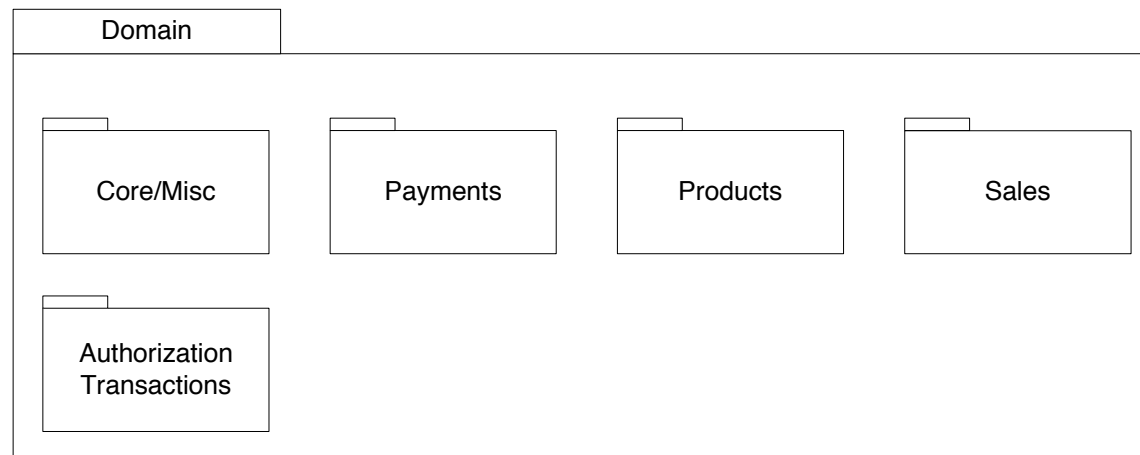 Domain
Core/Misc
Payments
Products
Sales
Authorization
Transactions